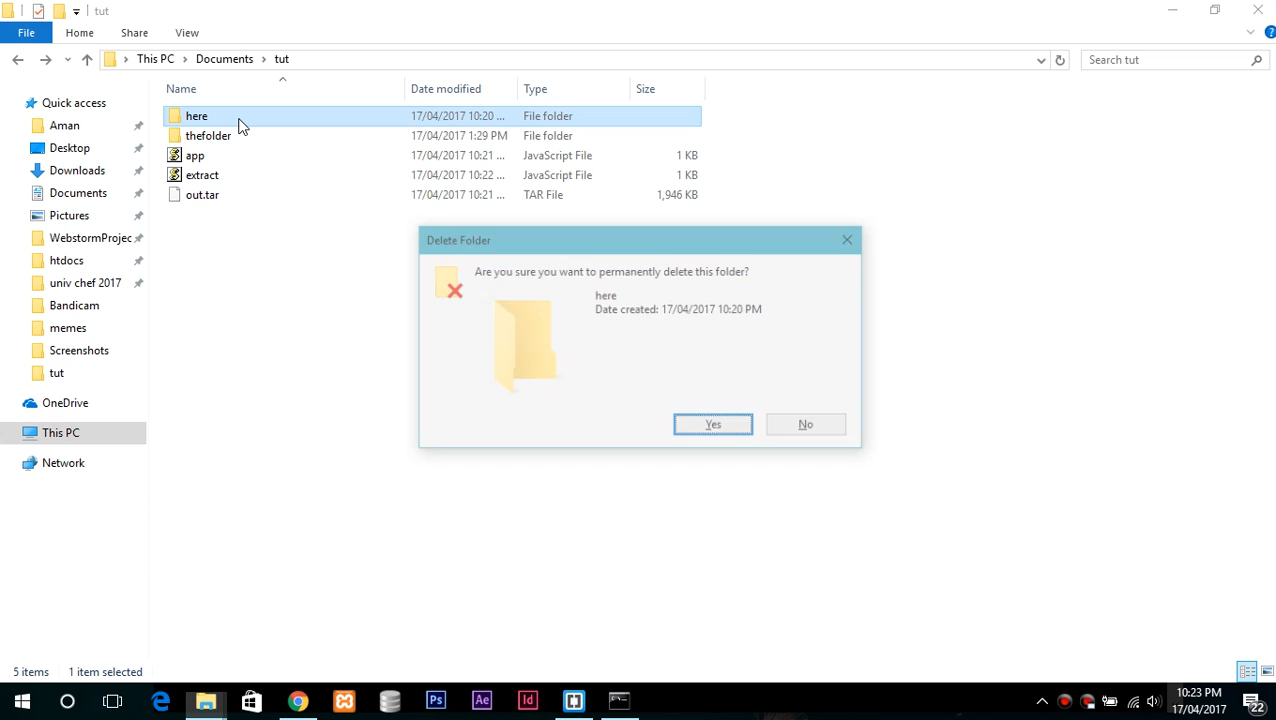 tut
File Home Share View
This PC Documents tut Search tut
Name Date modified Type Size
Quick access
Aman
Desktop
Downloads
Documents
Pictures
WebstormProjec
htdocs
univ chef 2017
Bandicam
memes
Screenshots
tut
OneDrive
This PC
Network
here 17/04/2017 10:20 ... File folder
thefolder 17/04/2017 1:29 PM File folder
app 17/04/2017 10:21 ... JavaScript File 1 KB
extract 17/04/2017 10:22 ... JavaScript File 1 KB
out.tar 17/04/2017 10:21 ... TAR File 1,946 KB
Delete Folder
Are you sure you want to permanently delete this folder?
here
Date created: 17/04/2017 10:20 PM
Yes No
5 items 1 item selected
Ps Ae Id
10:23 PM
17/04/2017
22